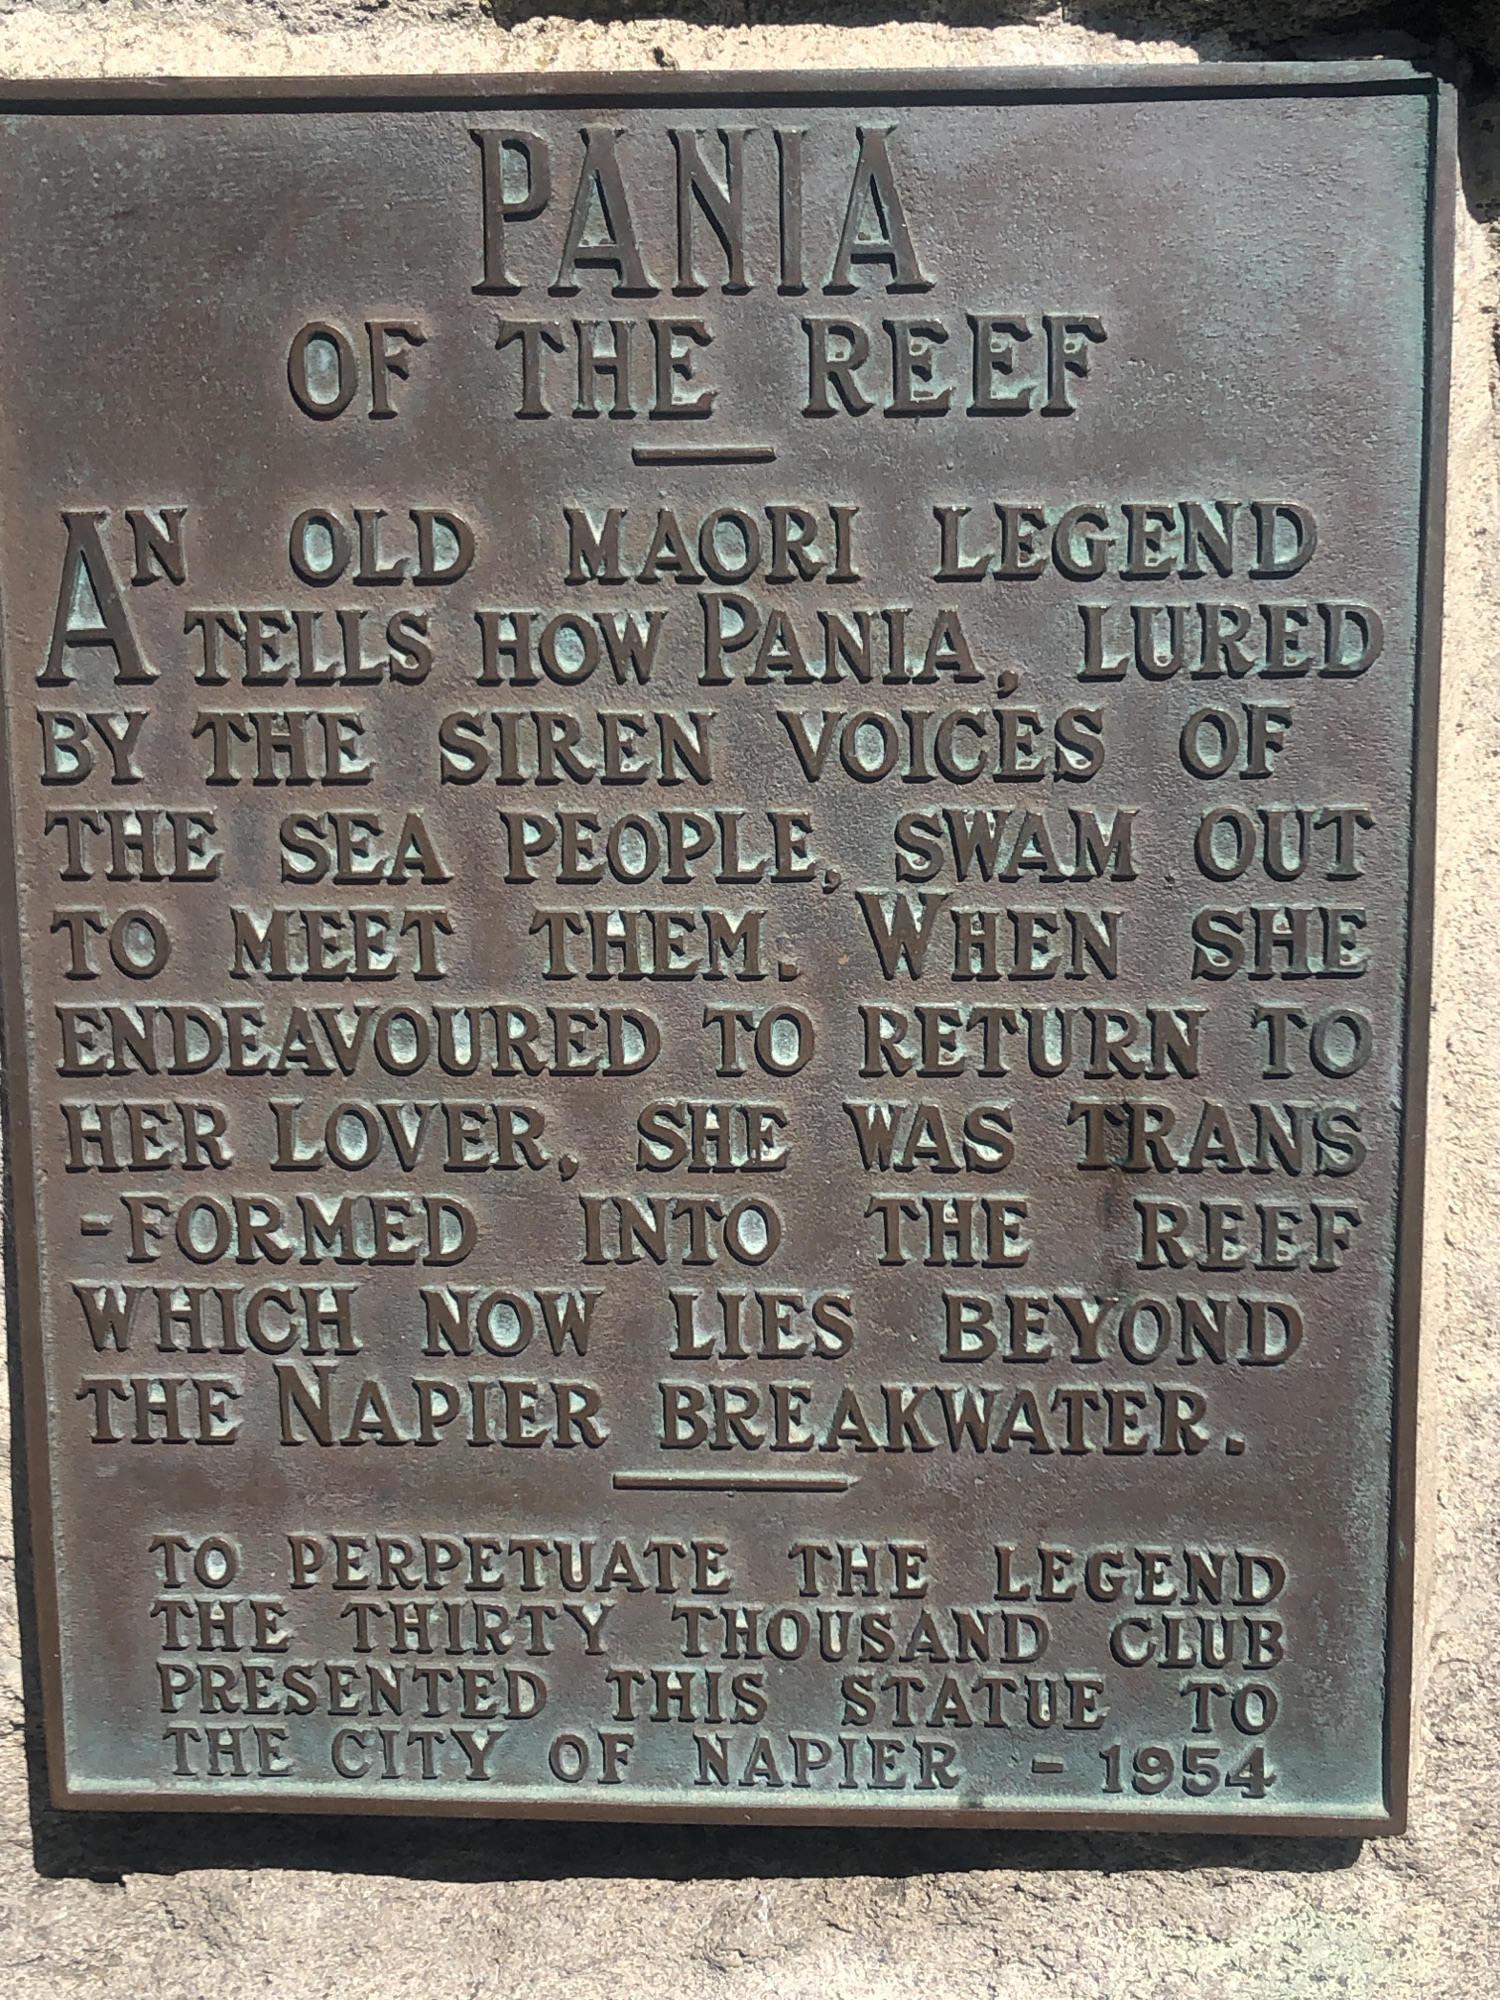 PANIA
OF THE REEF
AN OLD MAORI LEGEND
TELLS HOW PANIA, LURED
BY THE SIREN VOICES OF
THE SEA PEOPLE, SWAM OUT
TO MEET THEM. WHEN SHE
ENDEAVOURED TO RETURN TO
HER LOVER, SHE WAS TRANS
-FORMED INTO THE REEF
WHICH NOW LIES BEYOND
THE NAPIER BREAKWATER.
TO PERPETUATE THE LEGEND
THE THIRTY THOUSAND CLUB
PRESENTED THIS STATUE TO
THE CITY OF NAPIER - 1954